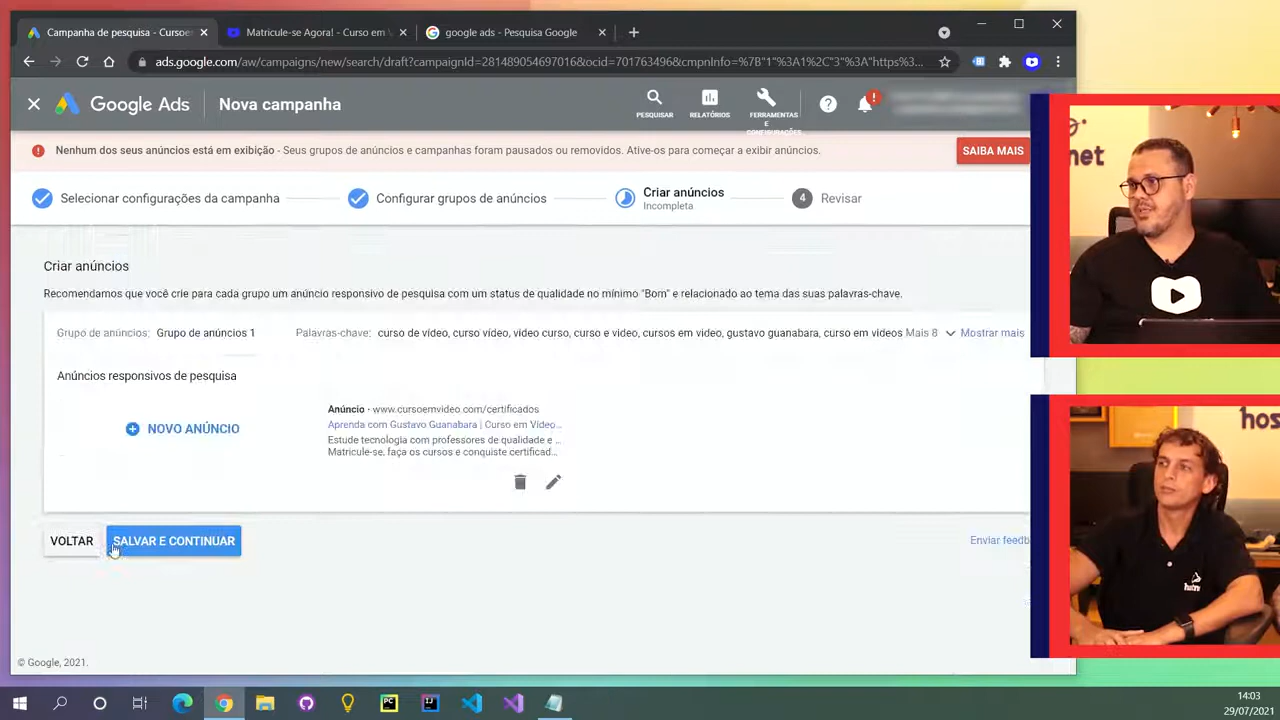 Campanha de pesquisa - Cursoe
Matricule-se Agora! - Curso em V
google ads - Pesquisa Google
ads.google.com/aw/campaigns/new/search/draft?campaignId=281489054697016&ocid=701763496&cmpnInfo=%7B"1"%3A1%2C"3"%3A"https%3...
Google Ads
Nova campanha
PESQUISAR
RELATÓRIOS
FERRAMENTAS
E
CONFIGURAÇÕES
Nenhum dos seus anúncios está em exibição - Seus grupos de anúncios e campanhas foram pausados ou removidos. Ative-os para começar a exibir anúncios.
SAIBA MAIS
Selecionar configurações da campanha
Configurar grupos de anúncios
Criar anúncios
Incompleta
4 Revisar
Criar anúncios
Recomendamos que você crie para cada grupo um anúncio responsivo de pesquisa com um status de qualidade no mínimo "Bom" e relacionado ao tema das suas palavras-chave.
Grupo de anúncios: Grupo de anúncios 1
Palavras-chave: curso de vídeo, curso vídeo, vídeo curso, curso e video, cursos em video, gustavo guanabara, curso em videos Mais 8
Mostrar mais
Anúncios responsivos de pesquisa
NOVO ANÚNCIO
Anúncio · www.cursoemvideo.com/certificados
Aprenda com Gustavo Guanabara | Curso em Vídeo...
Estude tecnologia com professores de qualidade e ...
Matricule-se, faça os cursos e conquiste certificad...
VOLTAR
SALVAR E CONTINUAR
Enviar feedb
© Google, 2021.
net
hos
14:03
29/07/2021